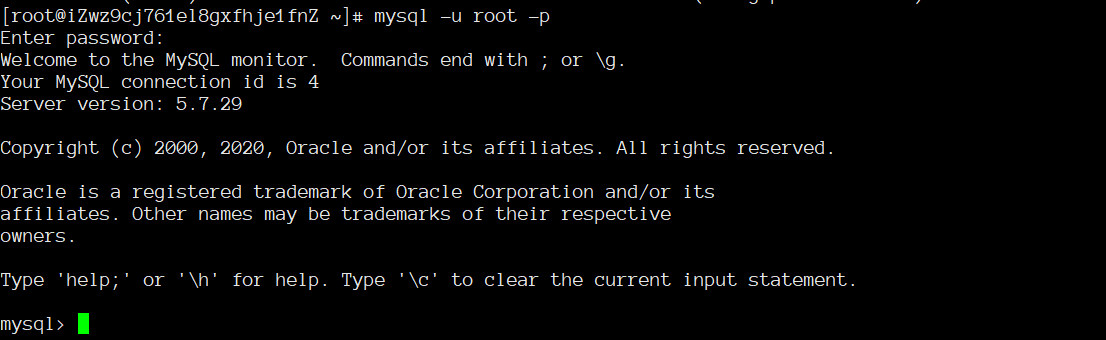 [root@iZwz9cj761el8gxfhje1fnZ ~]# mysql -u root -p
Enter password:
Welcome to the MySQL monitor.  Commands end with ; or \g.
Your MySQL connection id is 4
Server version: 5.7.29
Copyright (c) 2000, 2020, Oracle and/or its affiliates. All rights reserved.
Oracle is a registered trademark of Oracle Corporation and/or its
affiliates. Other names may be trademarks of their respective
owners.
Type 'help;' or '\h' for help. Type '\c' to clear the current input statement.
mysql>